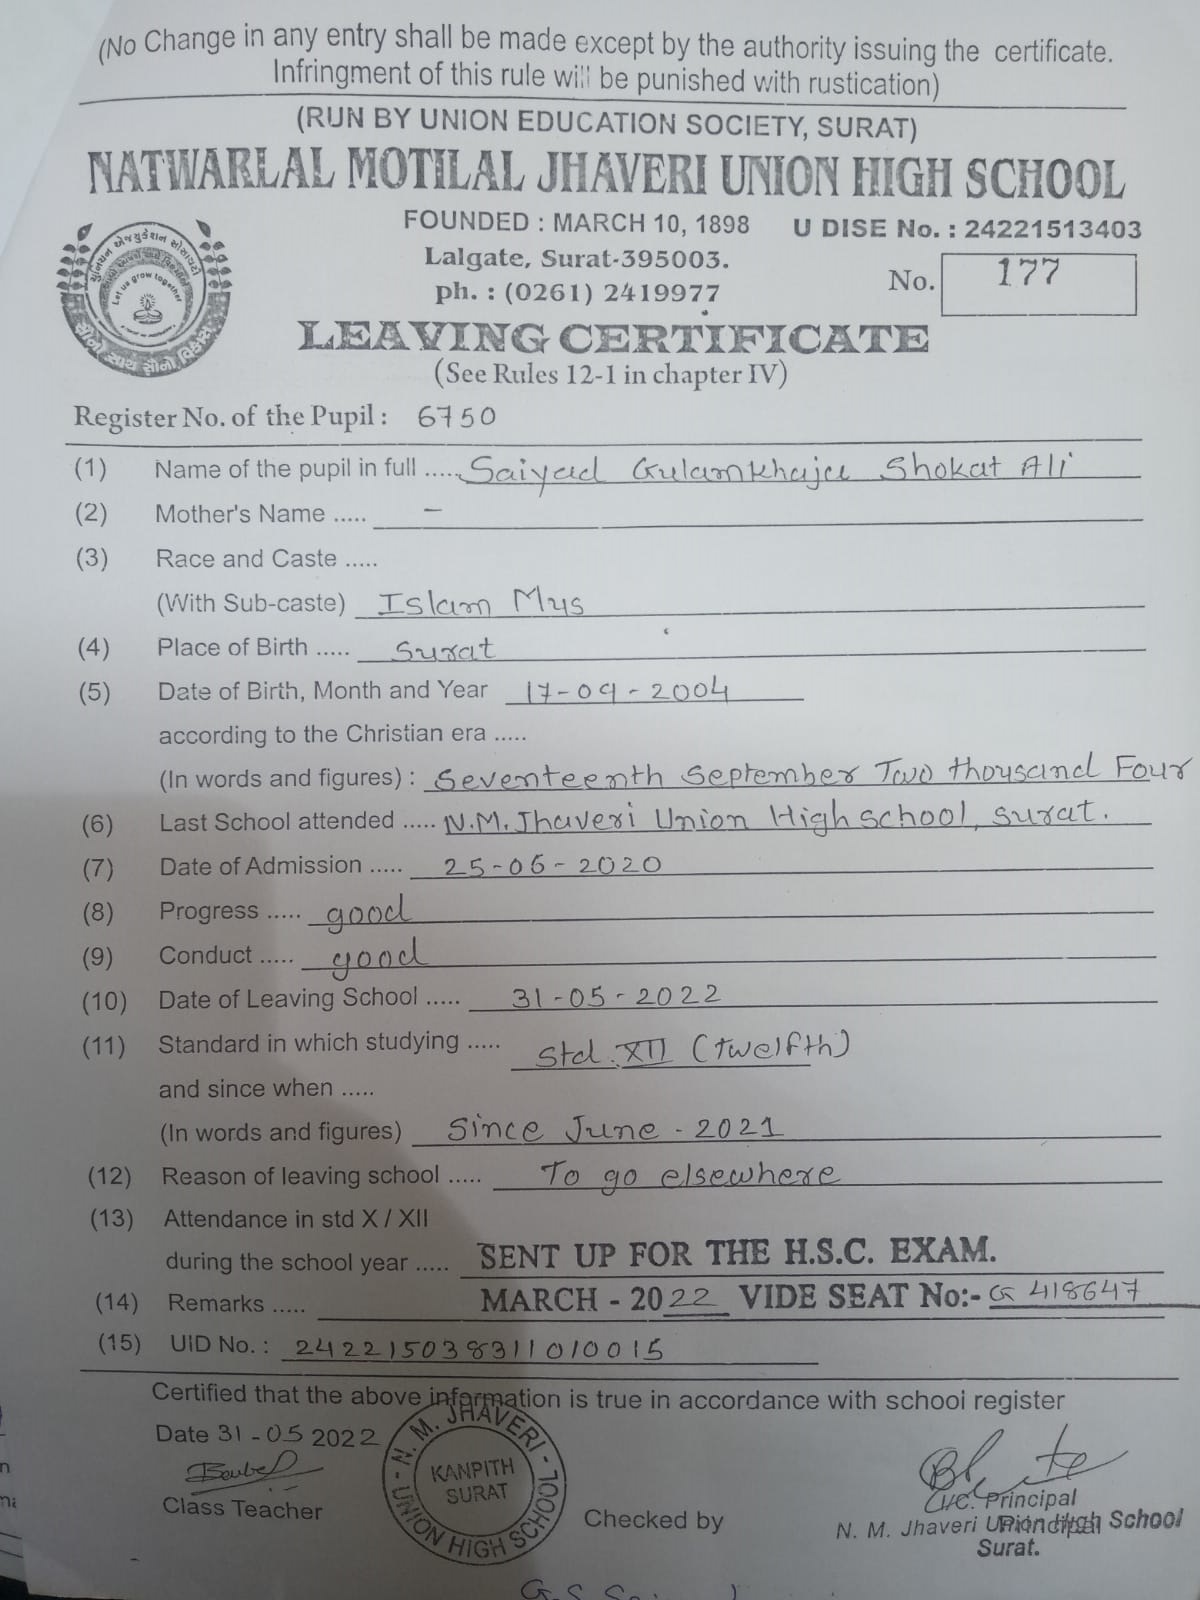 (No Change in any entry shall be made except by the authority issuing the certificate.
Infringment of this rule will be punished with rustication)
(RUN BY UNION EDUCATION SOCIETY, SURAT)
NATWARLAL MOTILAL JHAVERI UNION HIGH SCHOOL
FOUNDED : MARCH 10, 1898 U DISE No. : 24221513403
Lalgate, Surat-395003.
ph. : (0261) 2419977
No. 177
યુનિયન એજ્યુકેશન સોસાયટી
Let us grow together
સૌનો સાથ સૌનો વિકાસ
LEAVING CERTIFICATE
(See Rules 12-1 in chapter IV)
Register No. of the Pupil : 6750
(1) Name of the pupil in full ..... Saiyad Gulamkhaja Shokat Ali
(2) Mother's Name ..... –
(3) Race and Caste .....
(With Sub-caste) Islam Mus
(4) Place of Birth ..... Surat
(5) Date of Birth, Month and Year 17-09-2004
according to the Christian era .....
(In words and figures) : Seventeenth September Two thousand Four
(6) Last School attended ..... N.M. Jhaveri Union High school, surat.
(7) Date of Admission ..... 25-06-2020
(8) Progress ..... good
(9) Conduct ..... good
(10) Date of Leaving School ..... 31-05-2022
(11) Standard in which studying ..... Std. XII (twelfth)
and since when .....
(In words and figures) Since June - 2021
(12) Reason of leaving school ..... To go elsewhere
(13) Attendance in std X / XII
during the school year ..... SENT UP FOR THE H.S.C. EXAM.
(14) Remarks ..... MARCH - 2022 VIDE SEAT No:- G 418647
(15) UID No. : 242215038311010015
Certified that the above information is true in accordance with school register
Date 31-05 2022
N. M. JHAVERI UNION HIGH SCHOOL
KANPITH
SURAT
Class Teacher
Checked by
I/C. Principal
Principal
N. M. Jhaveri Union High School
Surat.